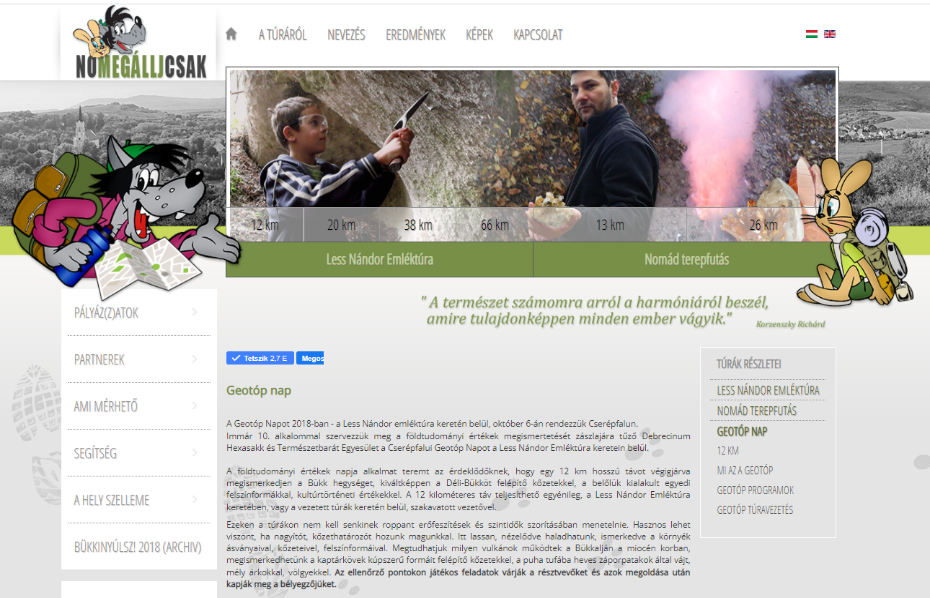 NOMEGÁLLJCSAK
A TÚRÁRÓL NEVEZÉS EREDMÉNYEK KÉPEK KAPCSOLAT
12 km 20 km 38 km 66 km 13 km 26 km
Less Nándor Emléktúra Nomád terepfutás
" A természet számomra arról a harmóniáról beszél,
amire tulajdonképpen minden ember vágyik."
Korzenszky Richárd
PÁLYÁZ(Z)ATOK
PARTNEREK
AMI MÉRHETŐ
SEGÍTSÉG
A HELY SZELLEME
BÜKKINYÚLSZ! 2018 (ARCHIV)
Tetszik 2,7 E Megos
Geotóp nap
A Geotóp Napot 2018-ban - a Less Nándor emléktúra keretén belül, október 6-án rendezzük Cserépfalun.
Immár 10. alkalommal szervezzük meg a földtudományi értékek megismertetését zászlajára tűző Debrecinum
Hexasakk és Természetbarát Egyesület a Cserépfalui Geotóp Napot a Less Nándor Emléktúra keretein belül.
A földtudományi értékek napja alkalmat teremt az érdeklődőknek, hogy egy 12 km hosszú távot végigjárva
megismerkedjen a Bükk hegységet, kiváltképpen a Déli-Bükköt felépítő kőzetekkel, a belőlük kialakult egyedi
felszínformákkal, kultúrtörténeti értékekkel. A 12 kilométeres táv teljesíthető egyénileg, a Less Nándor Emléktúra
keretében, vagy a vezetett túrák keretén belül, szakavatott vezetővel.
Ezeken a túrákon nem kell senkinek roppant erőfeszítések és szintidők szorításában menetelnie. Hasznos lehet
viszont, ha nagyítót, kőzethatározót hozunk magunkkal. Itt lassan, nézelődve haladhatunk, ismerkedve a környék
ásványaival, kőzeteivel, felszínformáival. Megtudhatjuk milyen vulkánok működtek a Bükkalján a miocén korban,
megismerkedhetünk a kaptárkövek kúpszerű formáit felépítő kőzetekkel, a puha tufába heves záporpatakok által vájt,
mély árkokkal, völgyekkel. Az ellenőrző pontokon játékos feladatok várják a résztvevőket és azok megoldása után
kapják meg a bélyegzőjüket.
TÚRÁK RÉSZLETEI
LESS NÁNDOR EMLÉKTÚRA
NOMÁD TEREPFUTÁS
GEOTÓP NAP
12 KM
MI AZ A GEOTÓP
GEOTÓP PROGRAMOK
GEOTÓP TÚRAVEZETÉS